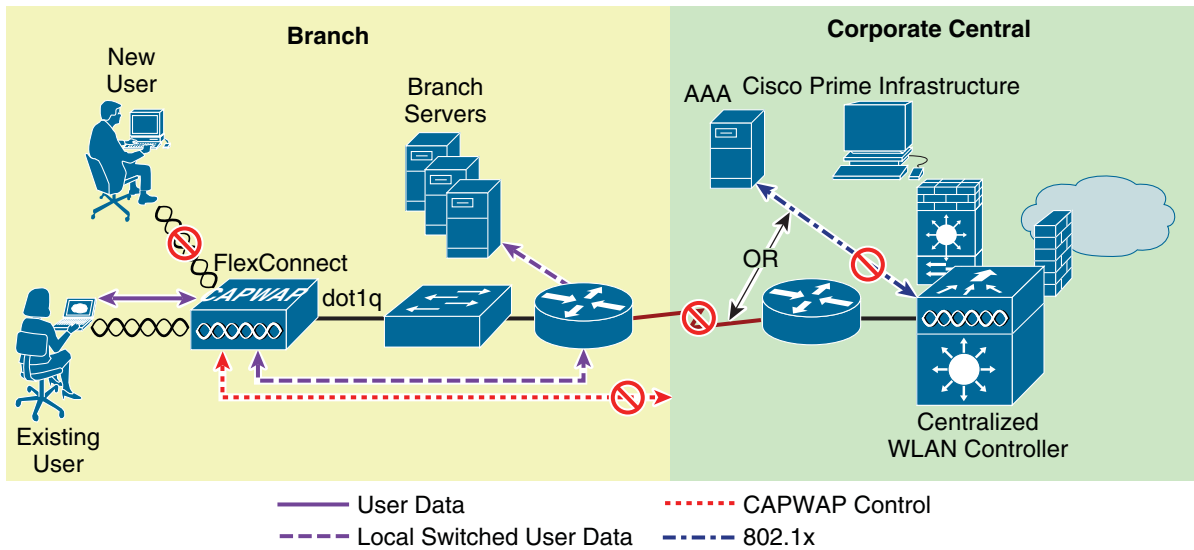 Branch
Corporate Central
New
User
Branch
Servers
AAA
Cisco Prime Infrastructure
FlexConnect
CAPWAP
dot1q
OR
Existing
User
Centralized
WLAN Controller
User Data
CAPWAP Control
Local Switched User Data
802.1x